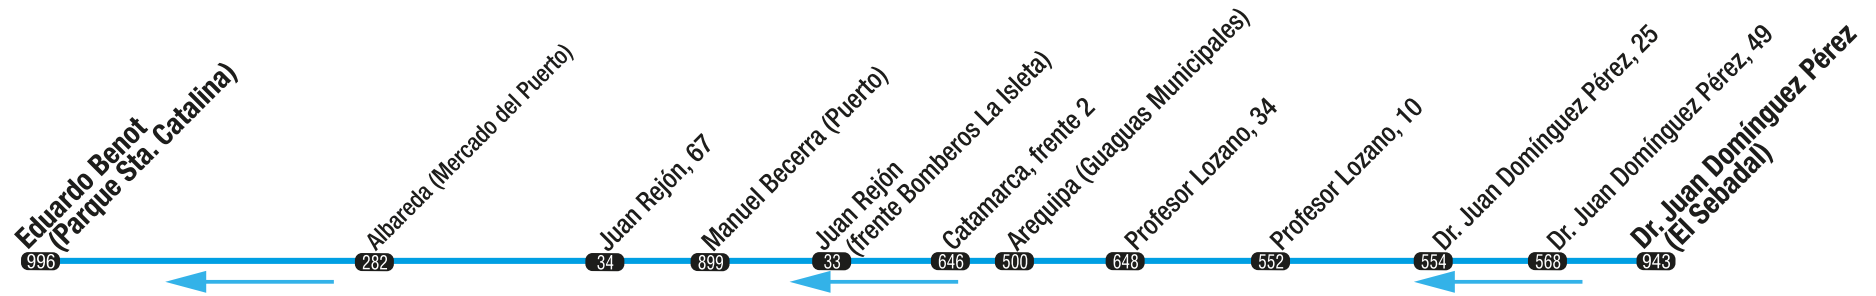 Eduardo Benot
(Parque Sta. Catalina)
Albareda (Mercado del Puerto)
Juan Rejón, 67
Manuel Becerra (Puerto)
Juan Rejón
(frente Bomberos La Isleta)
Catamarca, frente 2
Arequipa (Guaguas Municipales)
Profesor Lozano, 34
Profesor Lozano, 10
Dr. Juan Domínguez Pérez, 25
Dr. Juan Domínguez Pérez, 49
Dr. Juan Domínguez Pérez
(El Sebadal)
996 282 34 899 33 646 500 648 552 554 568 943